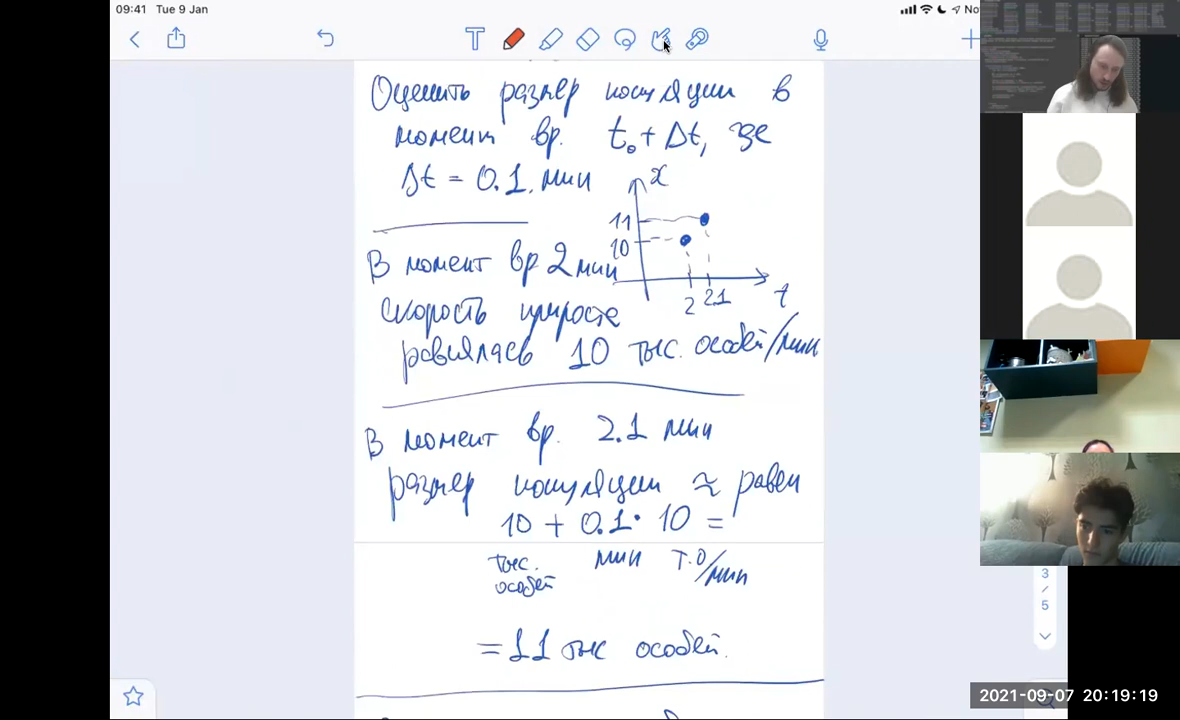 09:41 Tue 9 Jan
Оценить размер популяции в
момент вр. t₀ + Δt, где
Δt = 0.1 мин
x
11
10
2 2.1 t
В момент вр 2 мин
скорость прироста
равнялась 10 тыс. особей/мин
В момент вр. 2.1 мин
размер популяции ≈ равен
10 + 0.1 · 10 =
тыс. особей мин т.о/мин
= 11 тыс особей.
3
/
5
2021-09-07 20:19:19